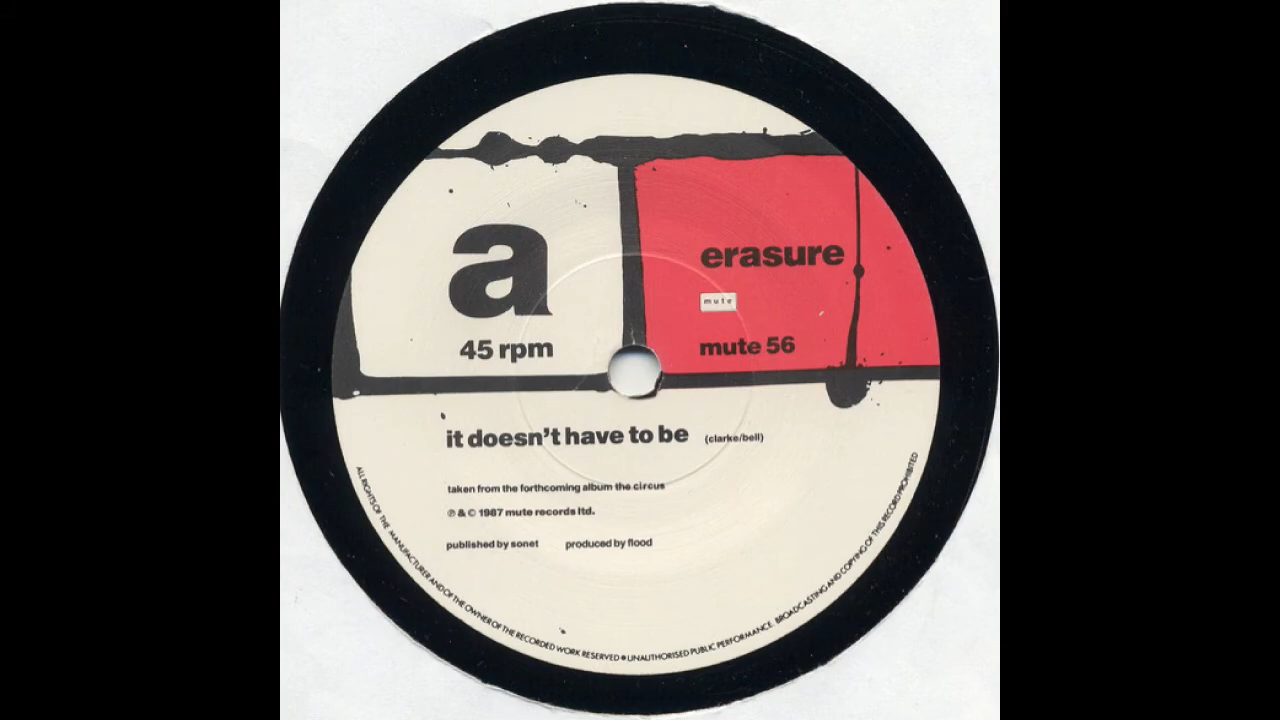 a
45 rpm
erasure
mute
mute 56
it doesn't have to be (clarke/bell)
taken from the forthcoming album the circus
℗ & © 1987 mute records ltd.
published by sonet produced by flood
ALL RIGHTS OF THE MANUFACTURER AND OF THE OWNER OF THE RECORDED WORK RESERVED ● UNAUTHORISED PUBLIC PERFORMANCE BROADCASTING AND COPYING OF THIS RECORD PROHIBITED